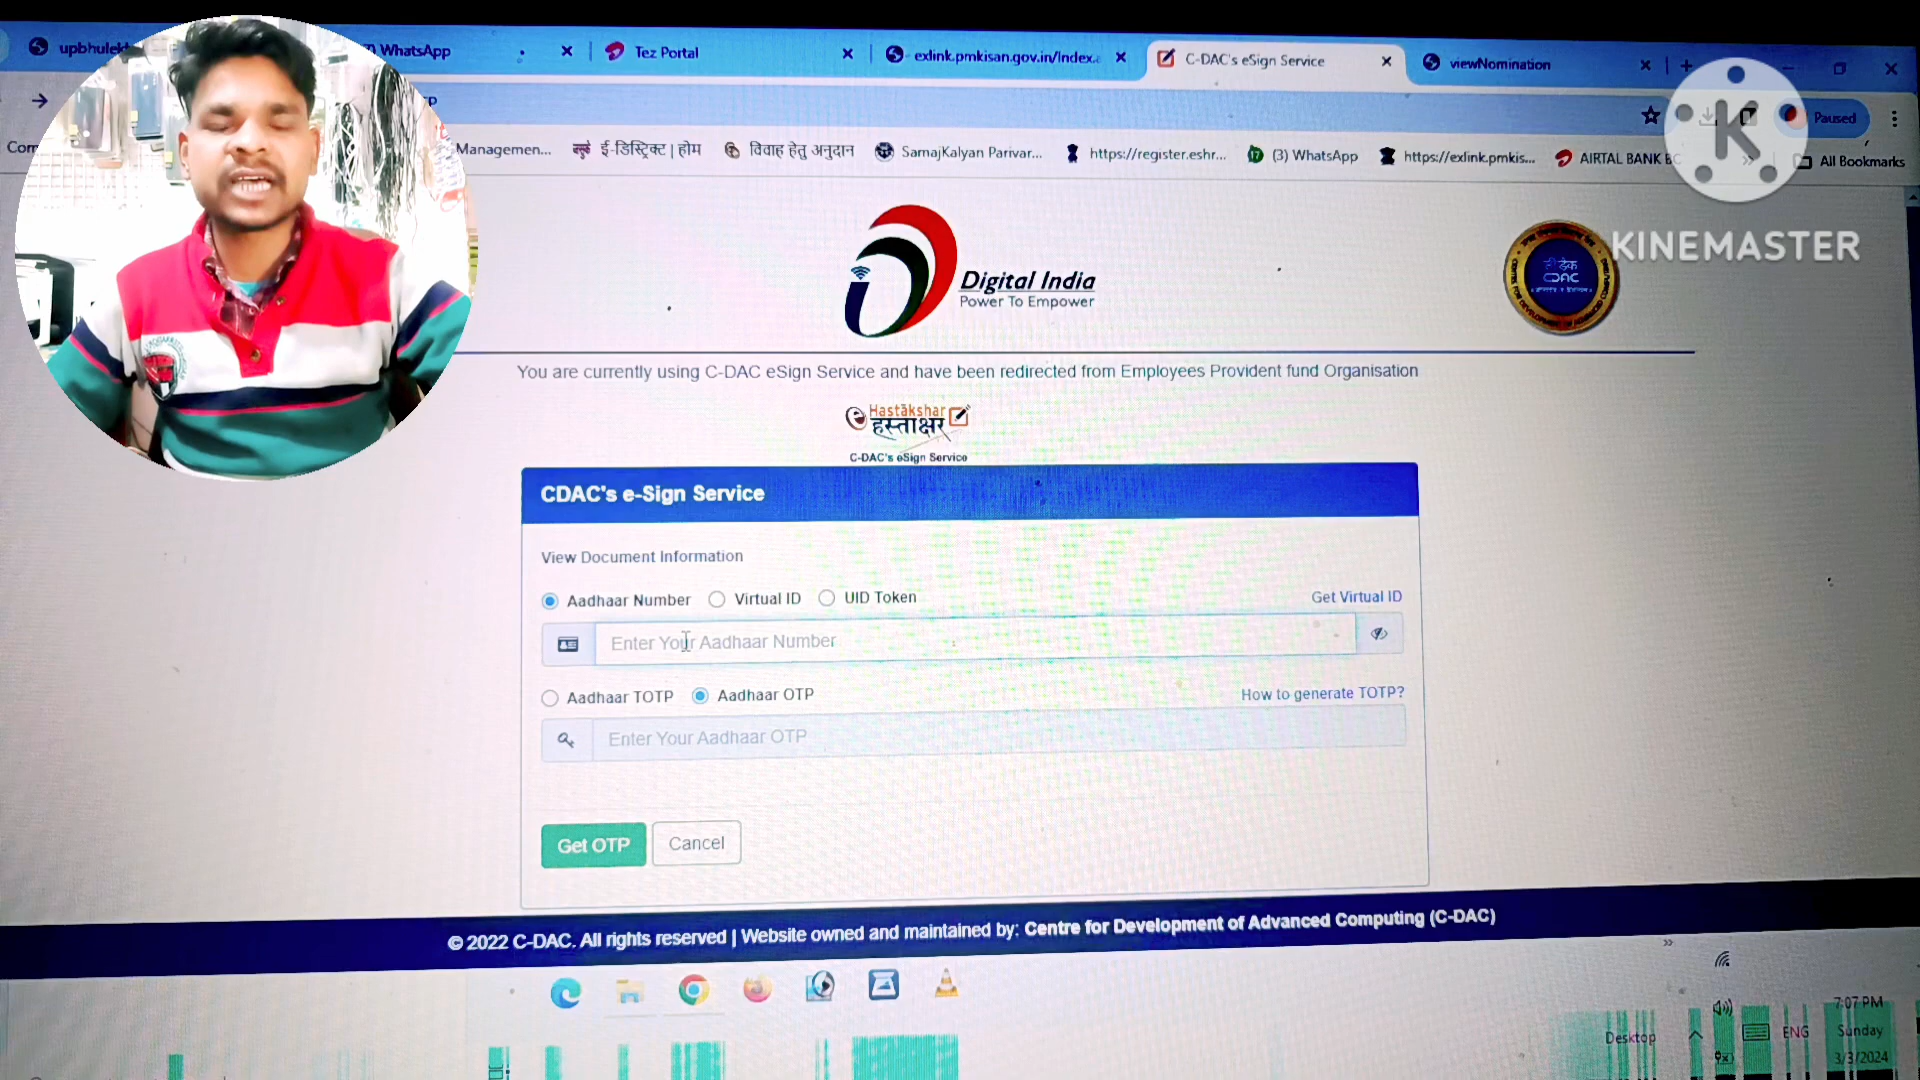 WhatsApp
Tez Portal
exlink.pmkisan.gov.in/Index.
C-DAC's eSign Service
viewNomination
Paused
Managemen...
ई-डिस्ट्रिक्ट | होम
विवाह हेतु अनुदान
SamajKalyan Parivar...
https://register.eshr...
(3) WhatsApp
https://exlink.pmkis...
AIRTAL BANK BC
All Bookmarks
K
KINEMASTER
Digital India
Power To Empower
सी डैक
CDAC
You are currently using C-DAC eSign Service and have been redirected from Employees Provident fund Organisation
Hastākshar
हस्ताक्षर
C-DAC's eSign Service
CDAC's e-Sign Service
View Document Information
Aadhaar Number Virtual ID UID Token Get Virtual ID
Enter Your Aadhaar Number
Aadhaar TOTP Aadhaar OTP How to generate TOTP?
Enter Your Aadhaar OTP
Get OTP Cancel
© 2022 C-DAC. All rights reserved | Website owned and maintained by: Centre for Development of Advanced Computing (C-DAC)
7:07 PM
Desktop ENG Sunday
3/3/2024